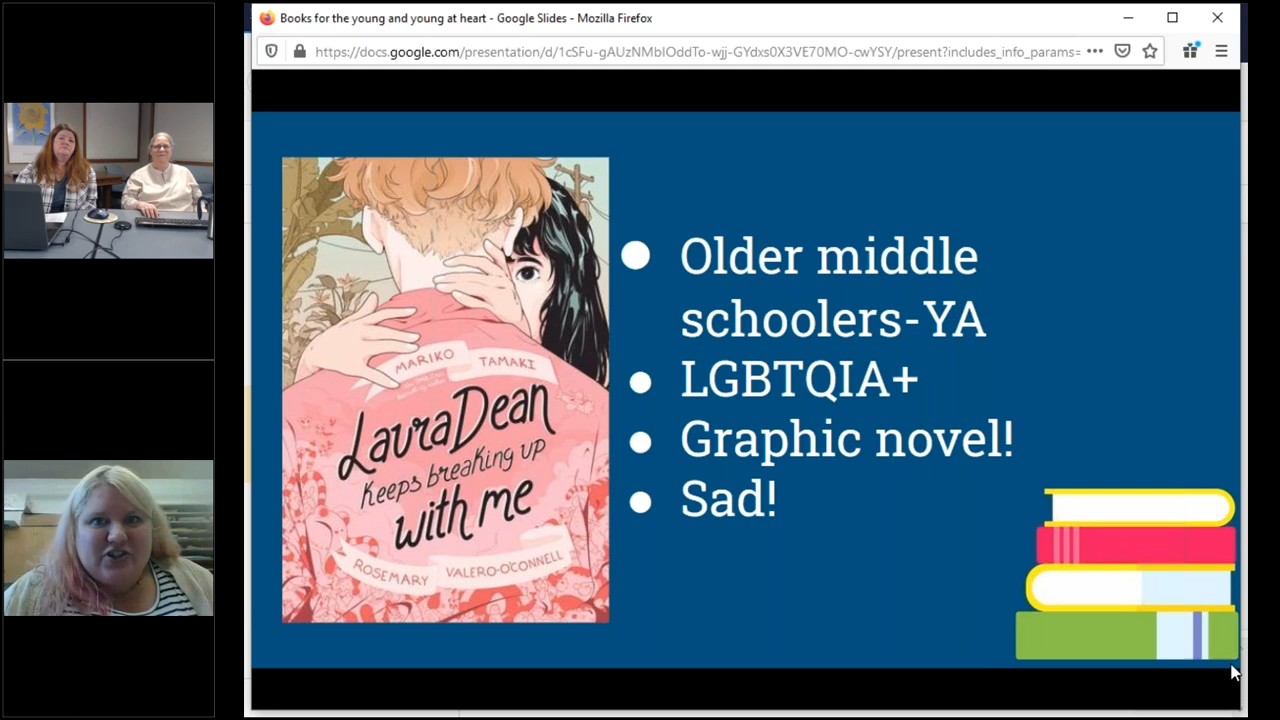 Books for the young and young at heart - Google Slides - Mozilla Firefox
https://docs.google.com/presentation/d/1cSFu-gAUzNMbIOddTo-wjj-GYdxs0X3VE70MO-cwYSY/present?includes_info_params=
MARIKO TAMAKI
Laura Dean
keeps breaking up
with me
ROSEMARY VALERO-O'CONNELL
● Older middle
schoolers-YA
● LGBTQIA+
● Graphic novel!
● Sad!